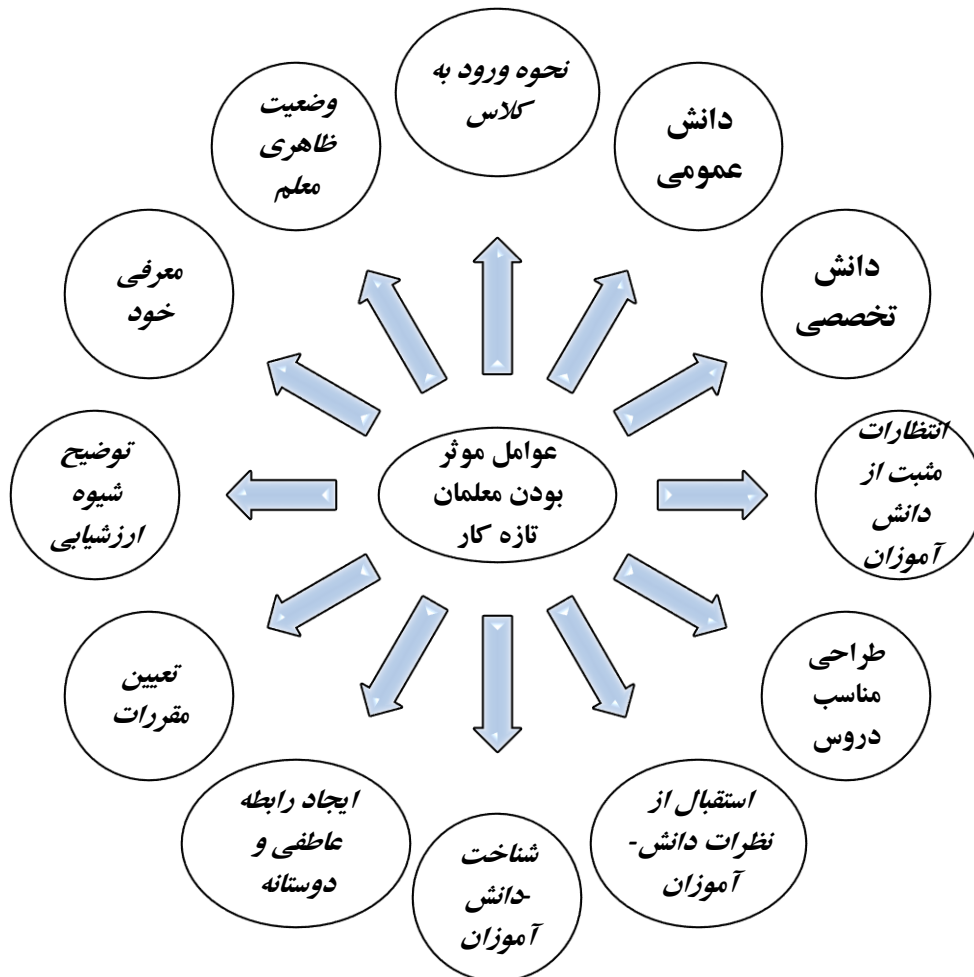 نحوه ورود به
کلاس
دانش
عمومی
دانش
تخصصی
انتظارات
مثبت از
دانش
آموزان
طراحی
مناسب
دروس
استقبال از
نظرات دانش-
آموزان
شناخت
دانش-
آموزان
ایجاد رابطه
عاطفی و
دوستانه
تعیین
مقررات
توضیح
شیوه
ارزشیابی
معرفی
خود
وضعیت
ظاهری
معلم
عوامل موثر
بودن معلمان
تازه کار